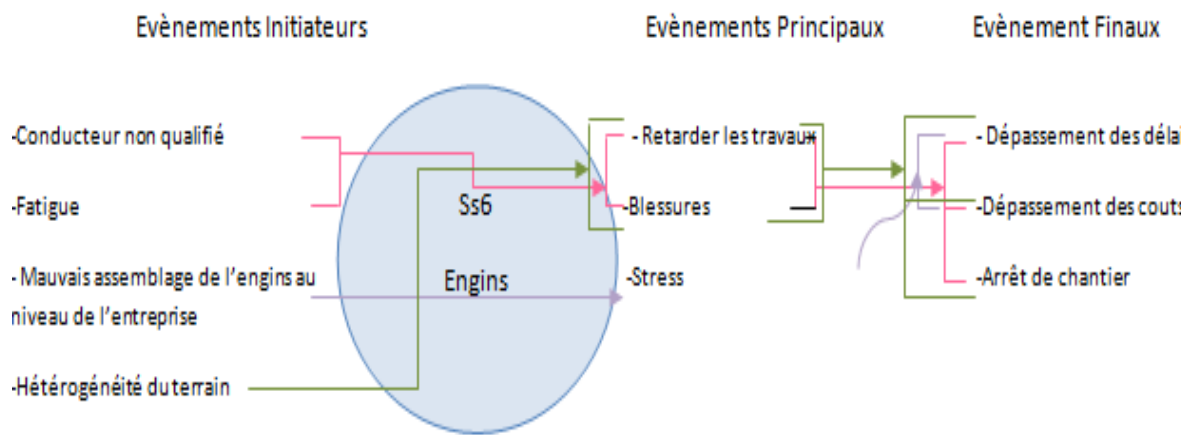 Evènements Initiateurs
Evènements Principaux
Evènement Finaux
-Conducteur non qualifié
- Retarder les travaux
- Dépassement des délai
-Fatigue
Ss6
-Blessures
-Dépassement des couts
- Mauvais assemblage de l'engins au
niveau de l'entreprise
Engins
-Stress
-Arrêt de chantier
-Hétérogénéité du terrain